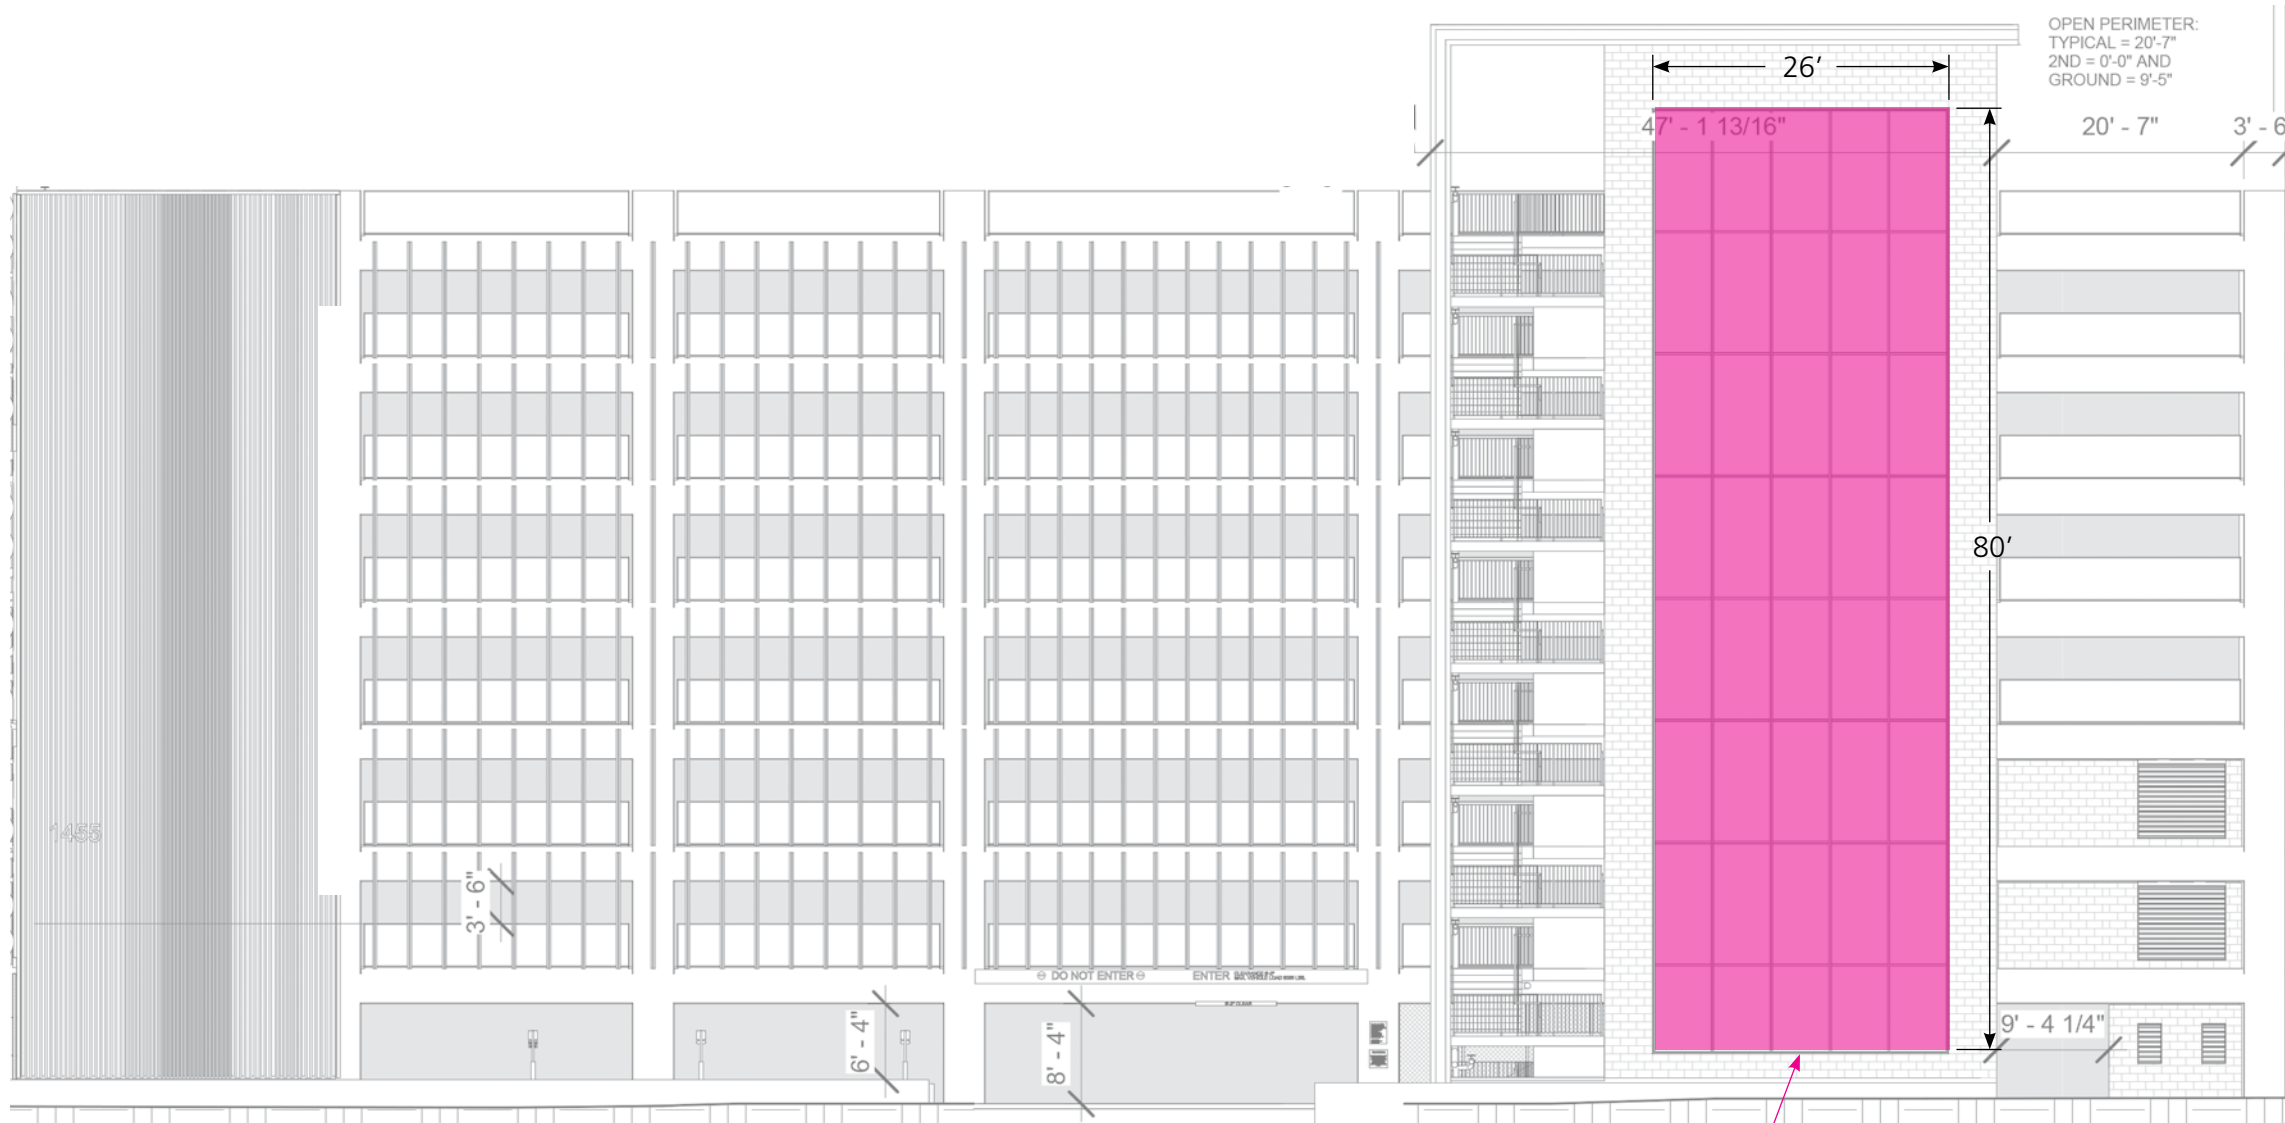 OPEN PERIMETER:
TYPICAL = 20'-7"
2ND = 0'-0" AND
GROUND = 9'-5"
26'
47' - 1 13/16"
20' - 7"
3' - 6
80'
1455
3' - 6"
DO NOT ENTER
ENTER
6' - 4"
8' - 4"
9' - 4 1/4"